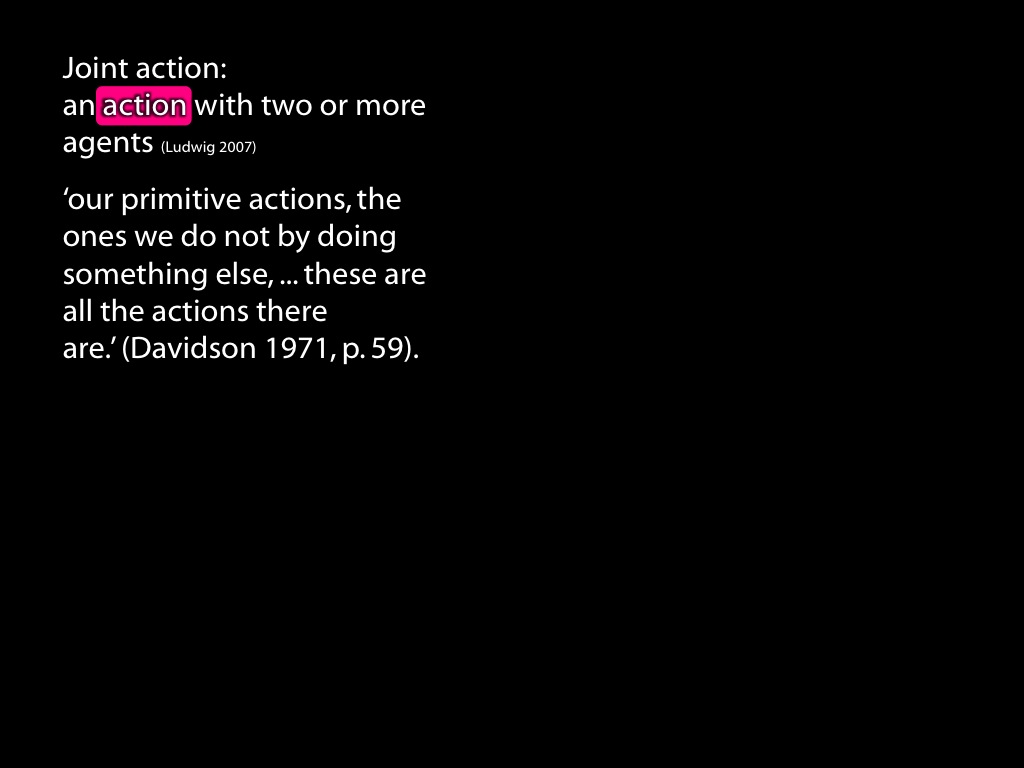 Joint action:
an action with two or more
agents (Ludwig 2007)
‘our primitive actions, the
ones we do not by doing
something else, ... these are
all the actions there
are.’ (Davidson 1971, p. 59).